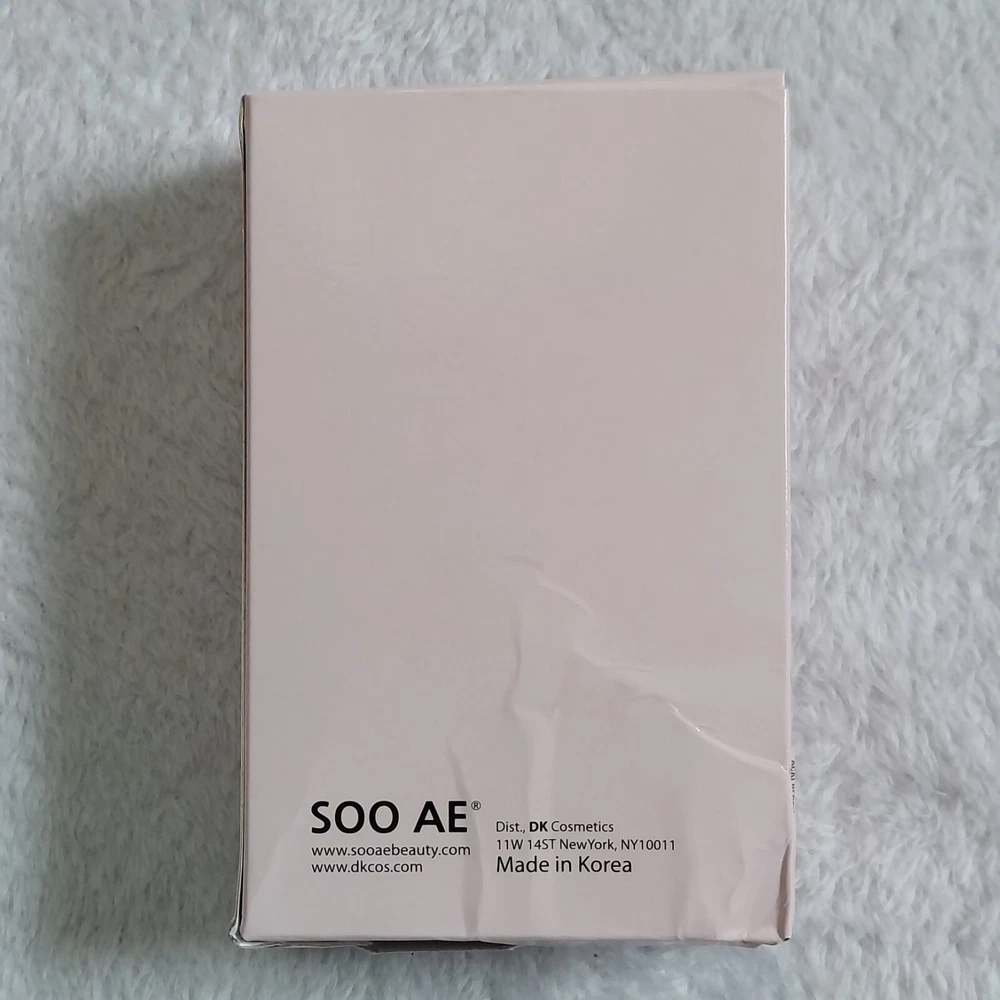 SOO AE®
www.sooaebeauty.com
www.dkcos.com
Dist., DK Cosmetics
11W 14ST NewYork, NY10011
Made in Korea